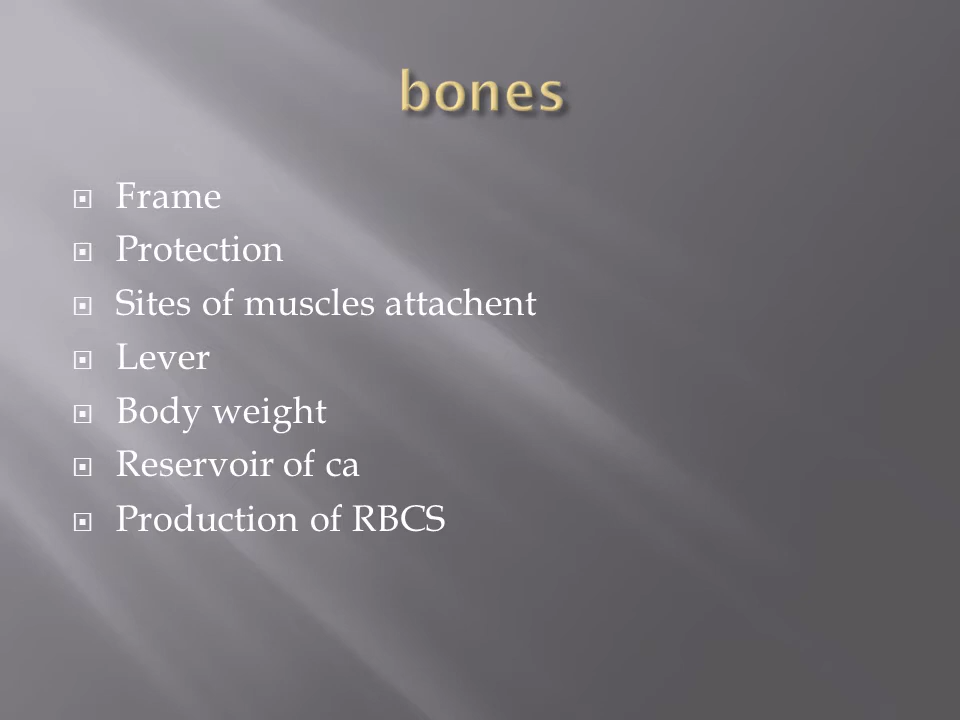 bones
Frame
Protection
Sites of muscles attachent
Lever
Body weight
Reservoir of ca
Production of RBCS